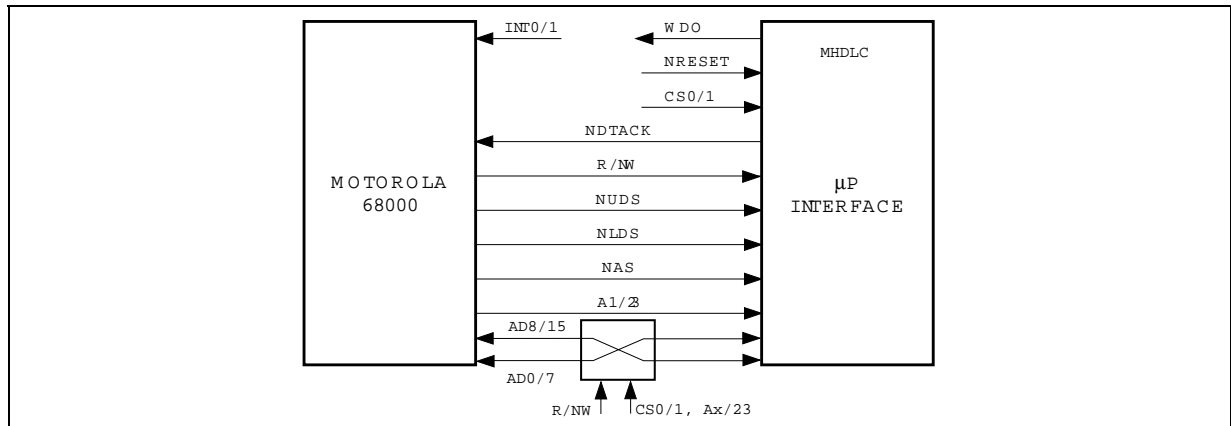 INT0/1
WDO
MHDLC
NRESET
CS0/1
NDTACK
R/NW
MOTOROLA
68000
µP
INTERFACE
NUDS
NLDS
NAS
A1/23
AD8/15
AD0/7
R/NW
CS0/1, Ax/23